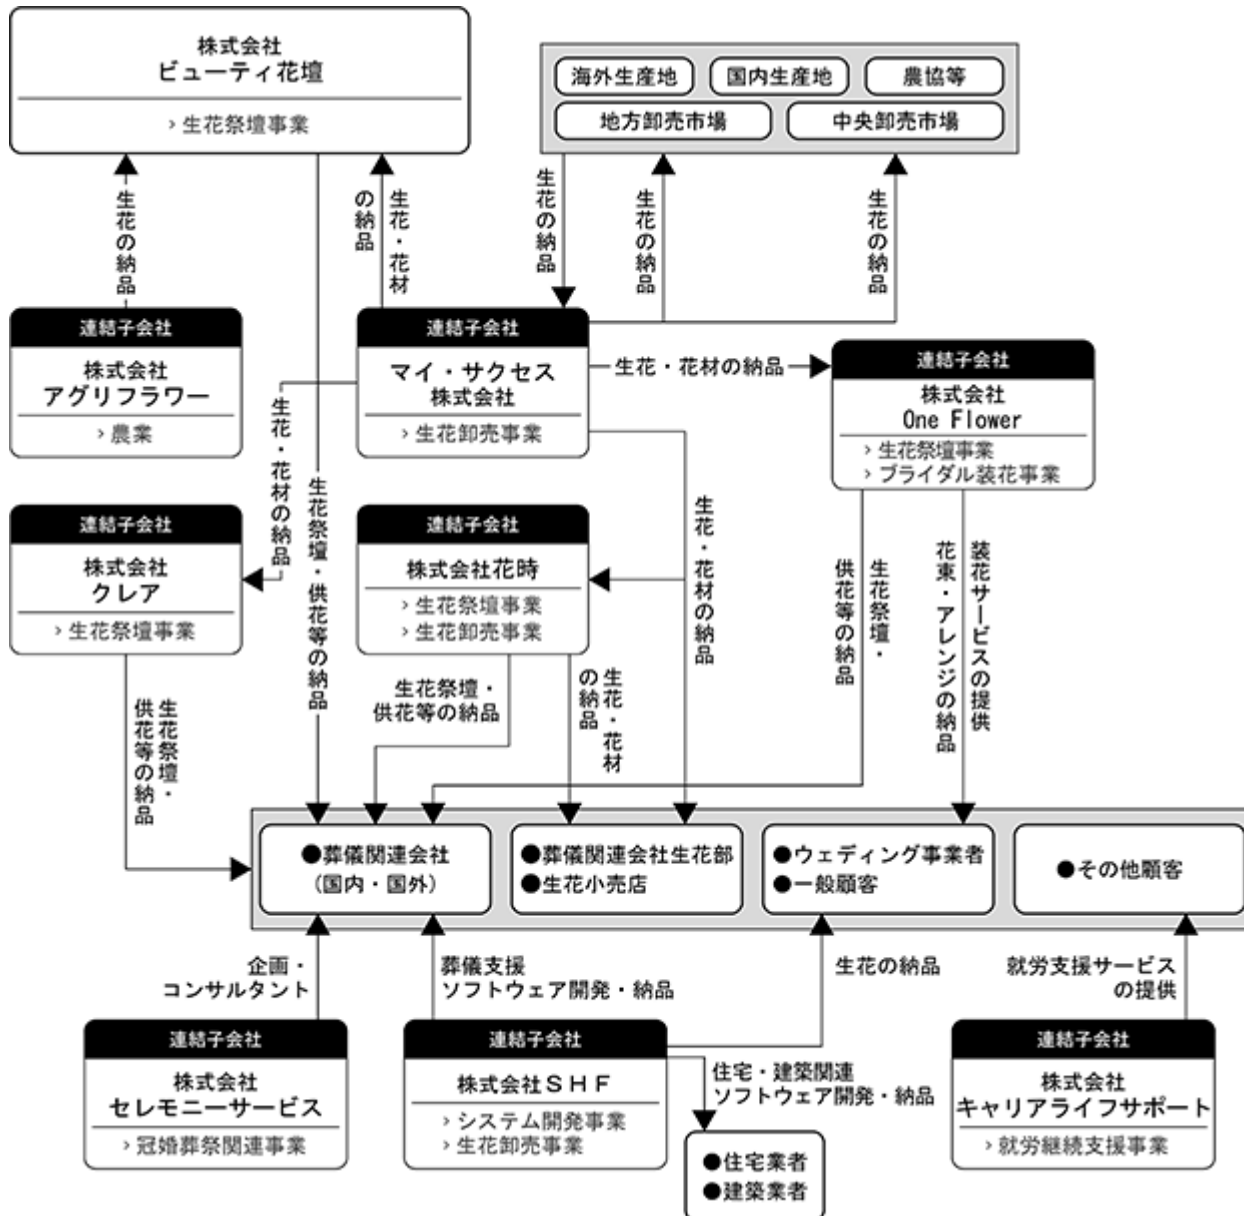 株式会社
ビューティ花壇
› 生花祭壇事業
海外生産地
国内生産地
農協等
地方卸売市場
中央卸売市場
生花の納品
生花・花材
の納品
生花の納品
生花の納品
生花の納品
連結子会社
株式会社
アグリフラワー
› 農業
連結子会社
マイ・サクセス
株式会社
› 生花卸売事業
生花・花材の納品
連結子会社
株式会社
One Flower
› 生花祭壇事業
› ブライダル装花事業
生花・花材の納品
生花祭壇・供花等の納品
生花・花材の納品
生花祭壇・
供花等の納品
装花サービスの提供
花束・アレンジの納品
連結子会社
株式会社
クレア
› 生花祭壇事業
連結子会社
株式会社花時
› 生花祭壇事業
› 生花卸売事業
生花祭壇・
供花等の納品
生花祭壇・
供花等の納品
生花・花材
の納品
●葬儀関連会社
(国内・国外)
●葬儀関連会社生花部
●生花小売店
●ウェディング事業者
●一般顧客
●その他顧客
企画・
コンサルタント
葬儀支援
ソフトウェア開発・納品
生花の納品
就労支援サービス
の提供
連結子会社
株式会社
セレモニーサービス
› 冠婚葬祭関連事業
連結子会社
株式会社SHF
› システム開発事業
› 生花卸売事業
住宅・建築関連
ソフトウェア開発・納品
●住宅業者
●建築業者
連結子会社
株式会社
キャリアライフサポート
› 就労継続支援事業